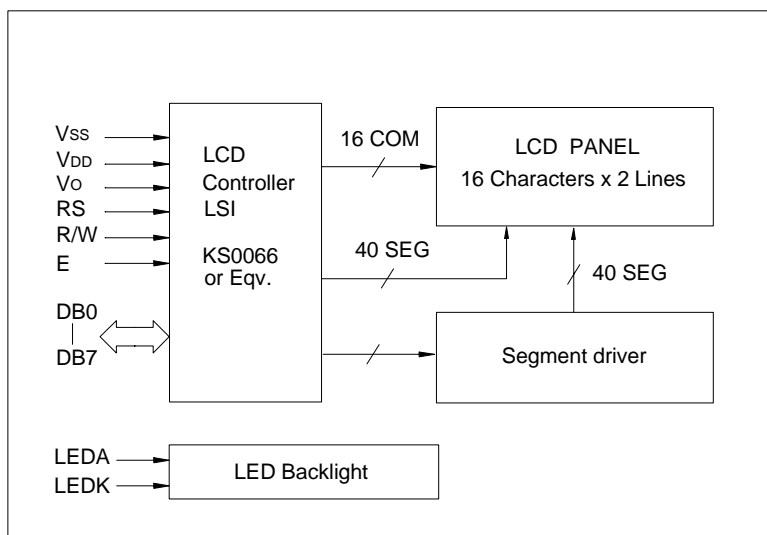 VSS
VDD
VO
RS
R/W
E
DB0
DB7
LCD
Controller
LSI
KS0066
or Eqv.
16 COM
40 SEG
LCD PANEL
16 Characters x 2 Lines
40 SEG
Segment driver
LEDA
LEDK
LED Backlight